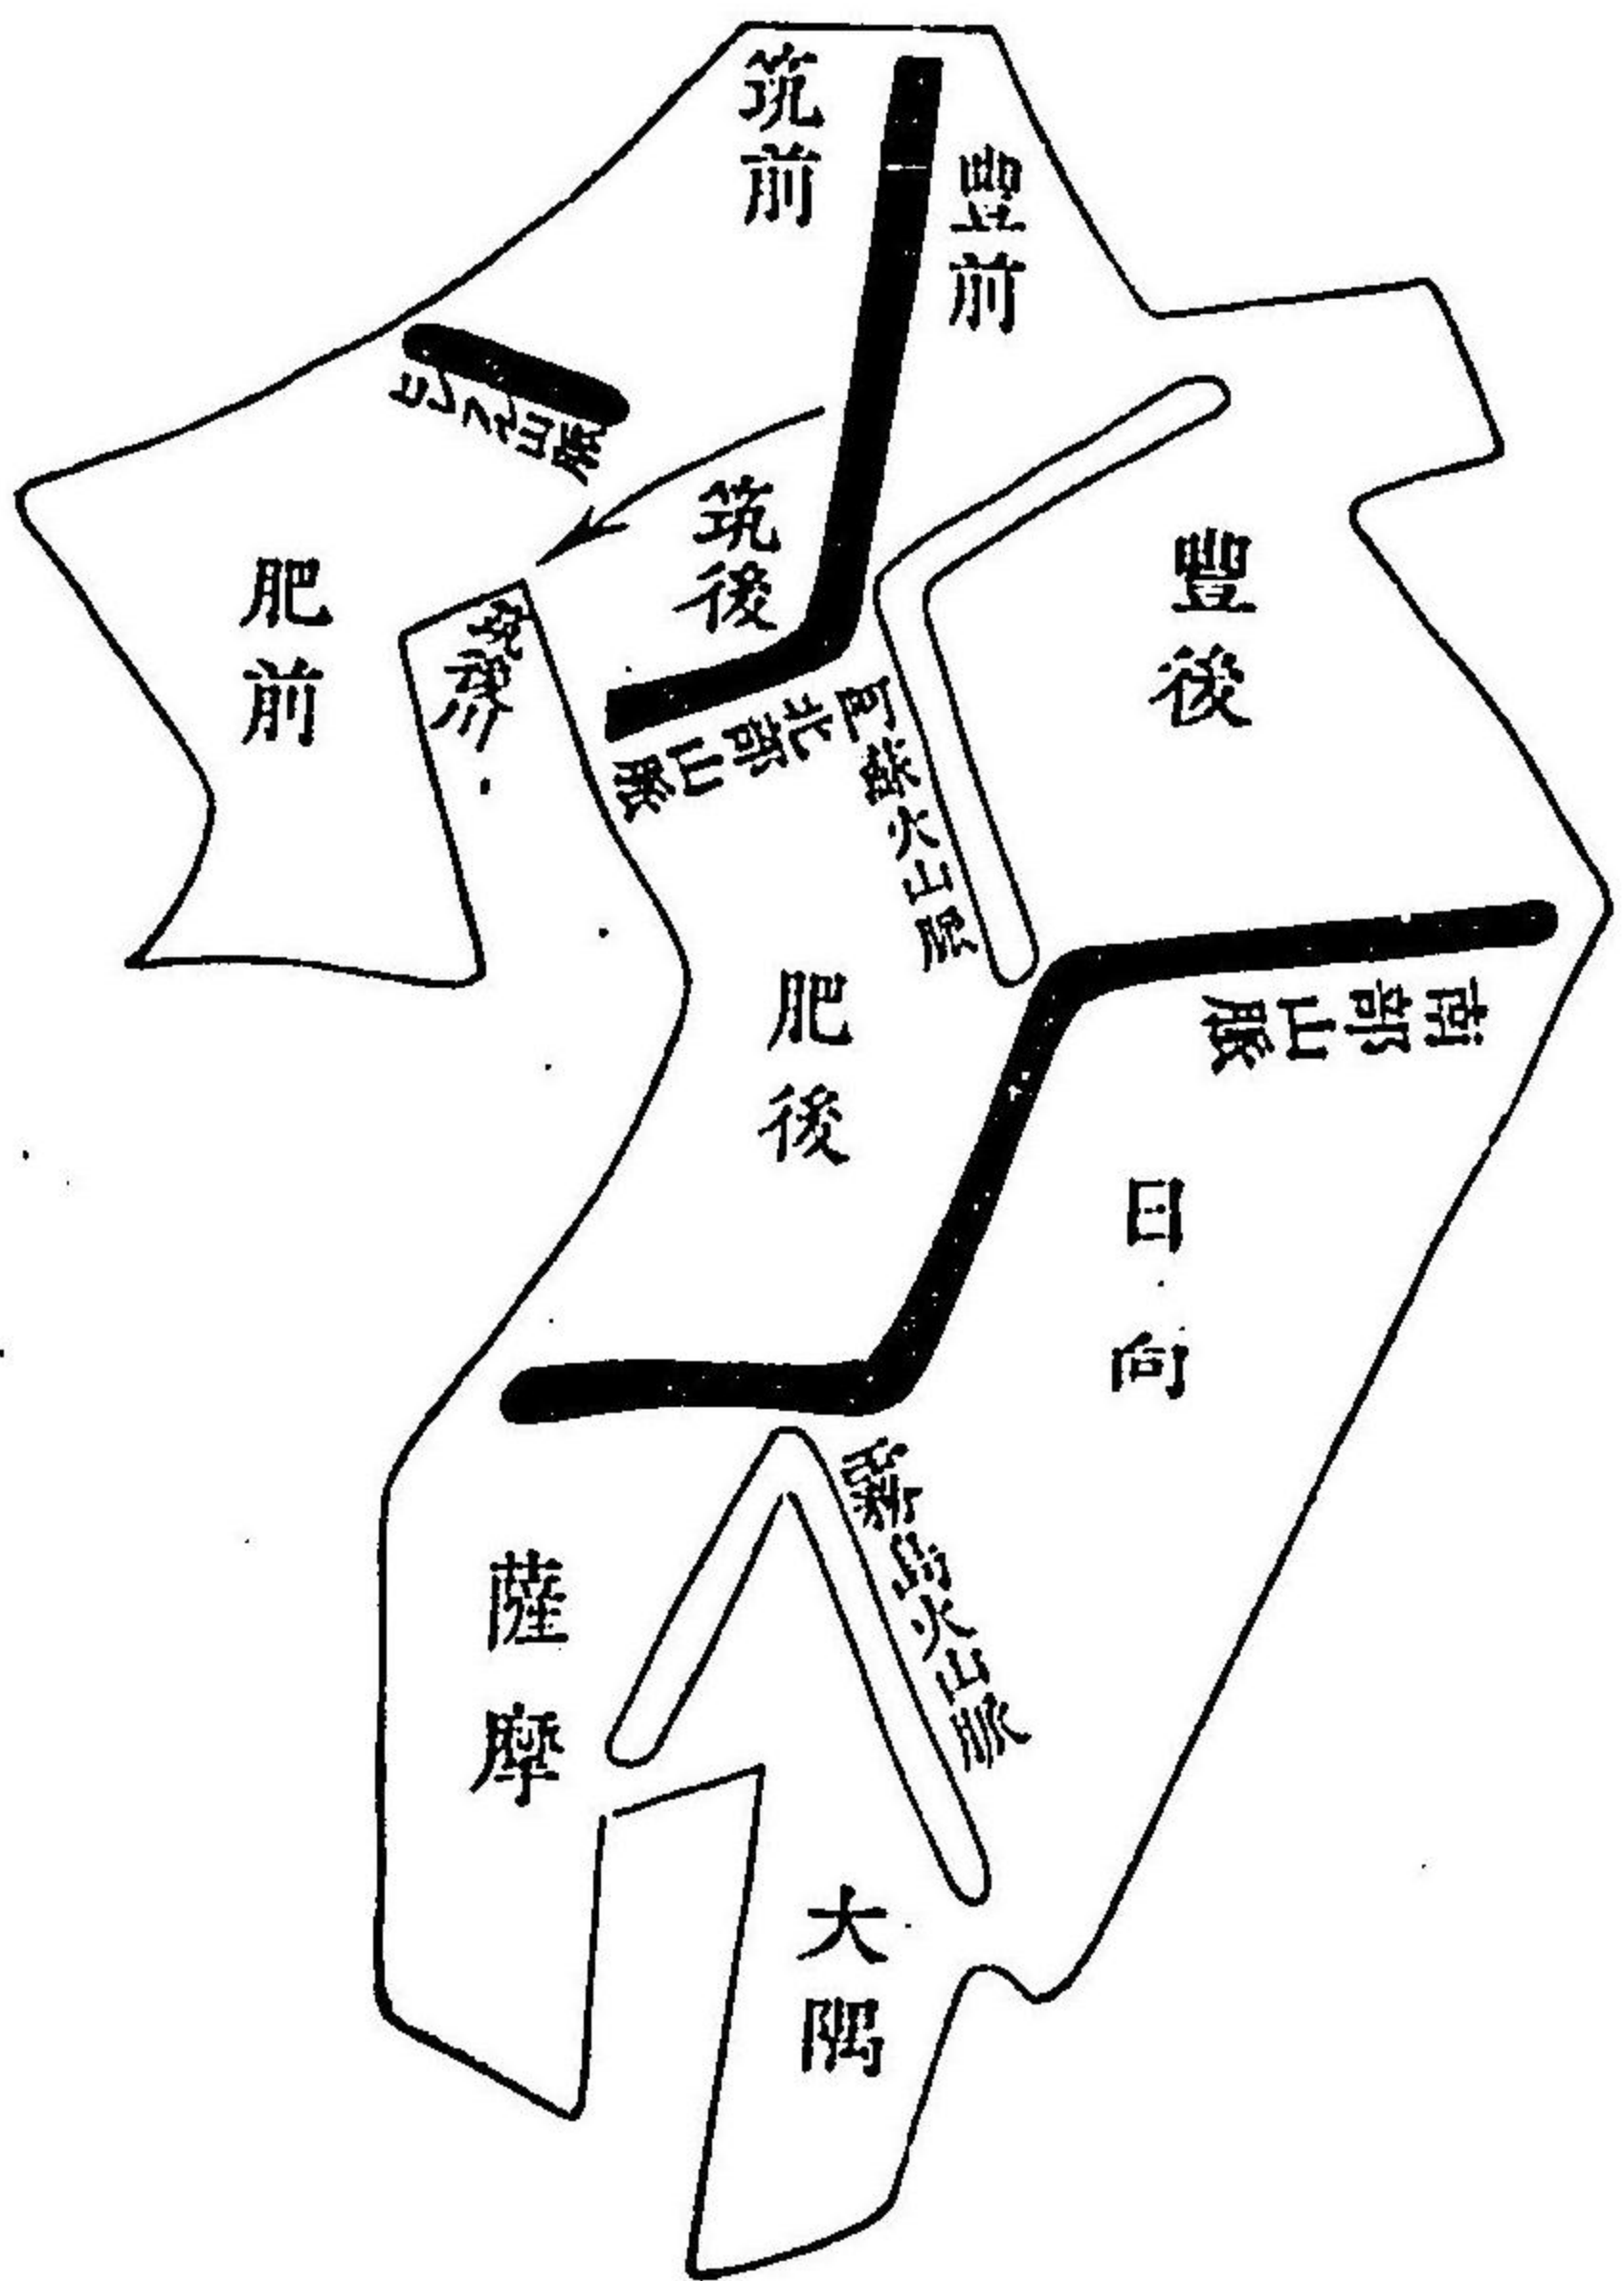 筑前
豐前
筑後
豐後
肥前
筑後川
北部山脈
阿蘇火山脈
南部山脈
肥後
日向
霧島火山脈
薩摩
大隅